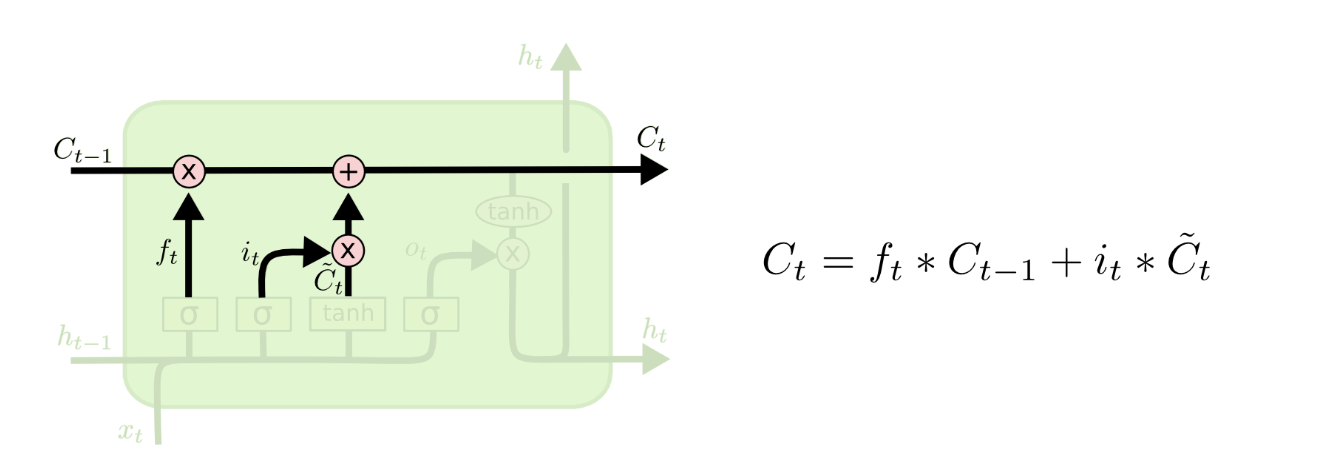 h_t
C_{t-1} C_t
x +
tanh
f_t i_t x o_t x
C̃_t
σ σ tanh σ
h_{t-1} h_t
x_t
C_t = f_t * C_{t-1} + i_t * C̃_t